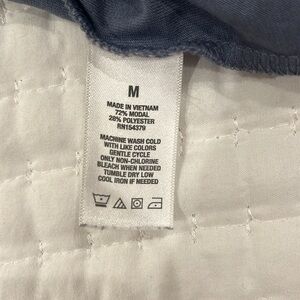 M
MADE IN VIETNAM
72% MODAL
28% POLYESTER
RN154379
MACHINE WASH COLD
WITH LIKE COLORS
GENTLE CYCLE
ONLY NON-CHLORINE
BLEACH WHEN NEEDED
TUMBLE DRY LOW
COOL IRON IF NEEDED